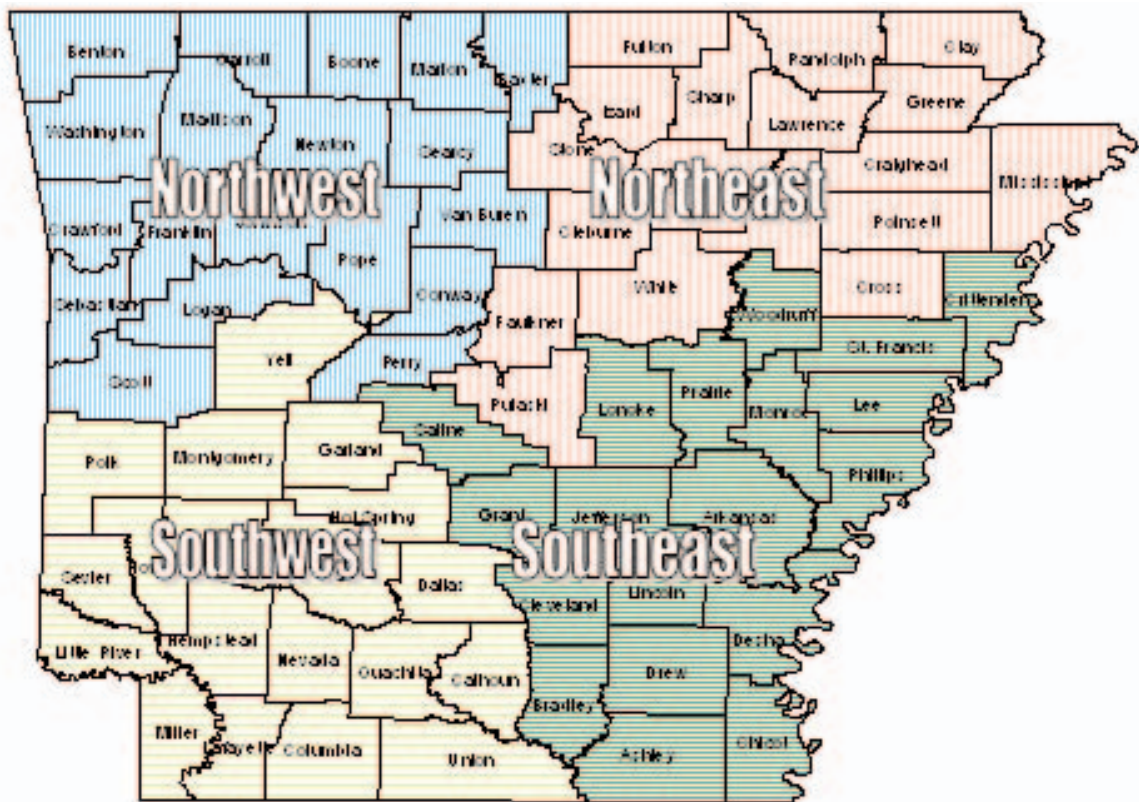 Benton
Carroll
Boone
Marion
Baxter
Fulton
Randolph
Clay
Izard
Sharp
Greene
Washington
Madison
Lawrence
Newton
Searcy
Stone
Craighead
Mississippi
Northwest
Northeast
Crawford
Franklin
Van Buren
Cleburne
Poinsett
Pope
Sebastian
Logan
Conway
White
Cross
Crittenden
Faulkner
Woodruff
Yell
Perry
St. Francis
Scott
Pulaski
Lonoke
Prairie
Monroe
Lee
Saline
Polk
Montgomery
Garland
Phillips
Hot Spring
Grant
Jefferson
Arkansas
Southwest
Southeast
Sevier
Dallas
Cleveland
Lincoln
Little River
Hempstead
Nevada
Ouachita
Calhoun
Desha
Drew
Bradley
Miller
Lafayette
Columbia
Union
Ashley
Chicot